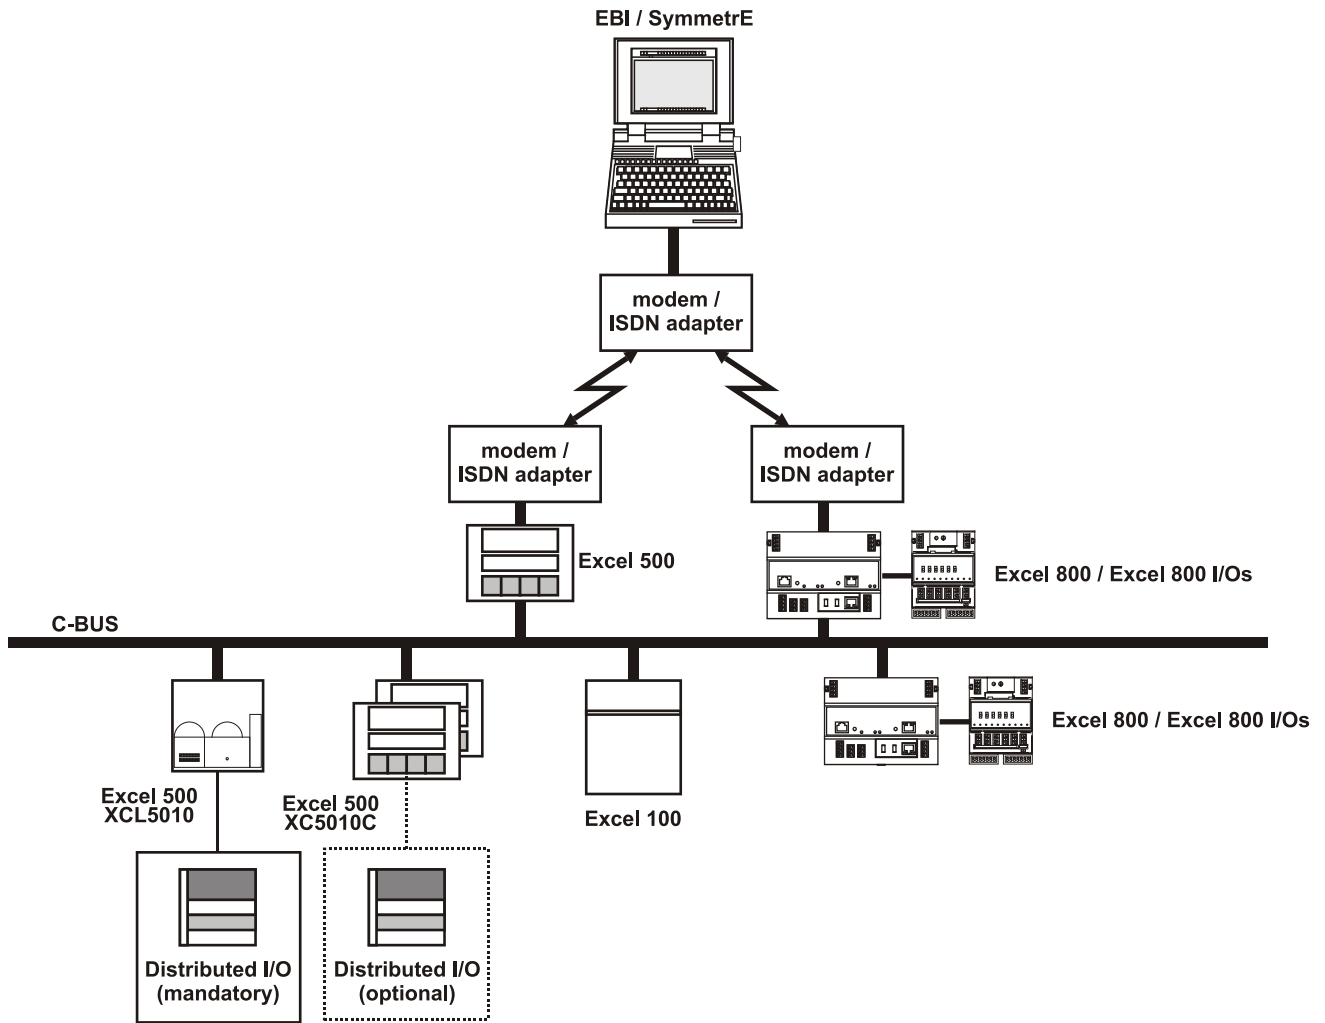 EBI / SymmetrE
modem /
ISDN adapter
modem /
ISDN adapter
modem /
ISDN adapter
Excel 500
Excel 800 / Excel 800 I/Os
C-BUS
Excel 800 / Excel 800 I/Os
Excel 500
XCL5010
Excel 500
XC5010C
Excel 100
Distributed I/O
(mandatory)
Distributed I/O
(optional)